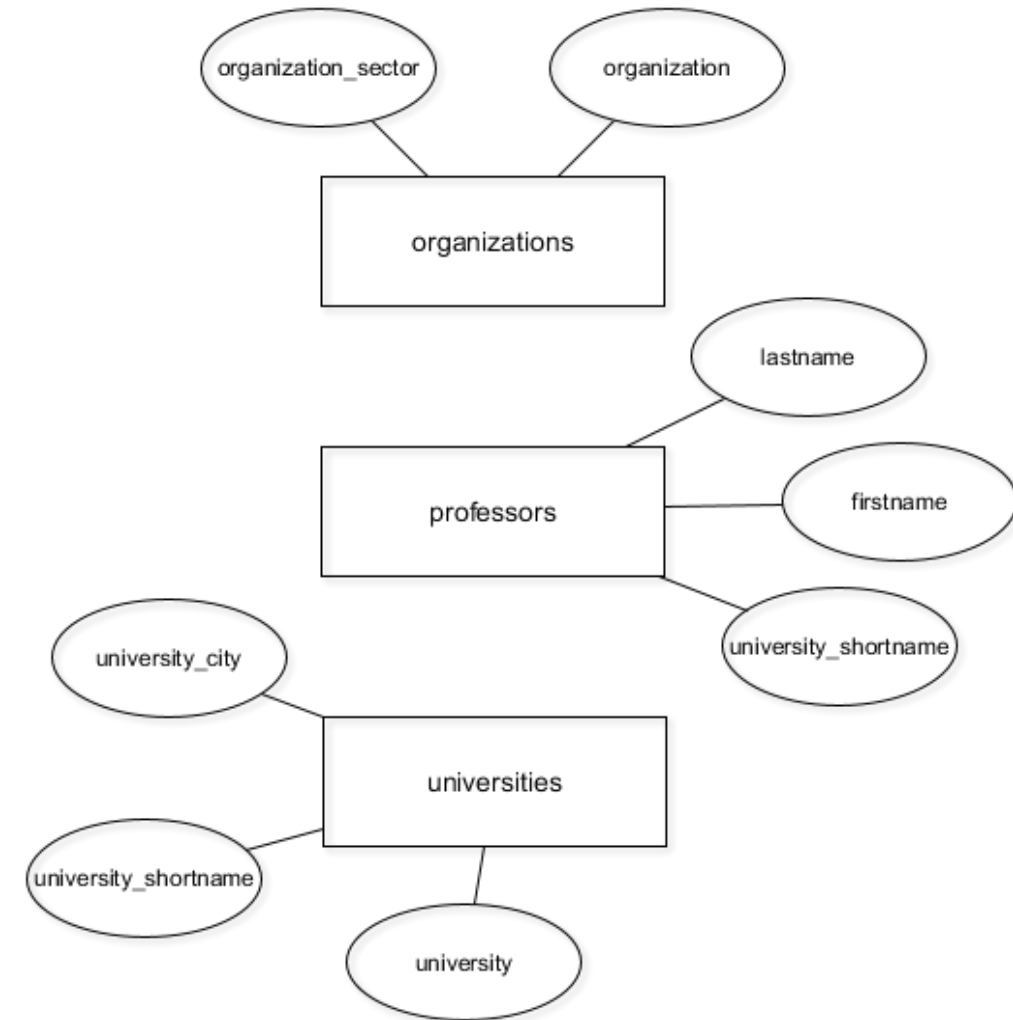 organization_sector
organization
organizations
lastname
professors
firstname
university_shortname
university_city
universities
university_shortname
university